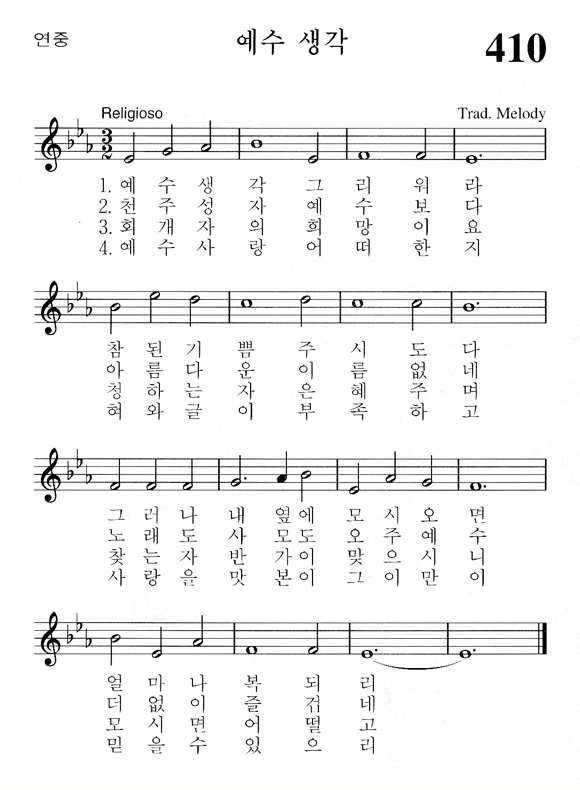 연중
예수 생각
410
Religioso
Trad. Melody
1. 예 수 생 각 그 리 워 라
2. 천 주 성 자 예 수 보 다
3. 회 개 자 의 희 망 이 요
4. 예 수 사 랑 어 떠 한 지
참 된 기 쁨 주 시 도 다
아 름 다 운 이 름 없 네
청 하 는 자 은 혜 주 며
혀 와 글 이 부 족 하 고
그 러 나 내 옆 에 모 시 오 면
노 래 도 사 모 도 오 주 예 수
찾 는 자 반 가 이 맞 으 시 니
사 랑 을 맛 본 이 그 이 만 이
얼 마 나 복 되 리
더 없 이 즐 겁 네
모 시 면 어 떨 고
믿 을 수 있 으 리